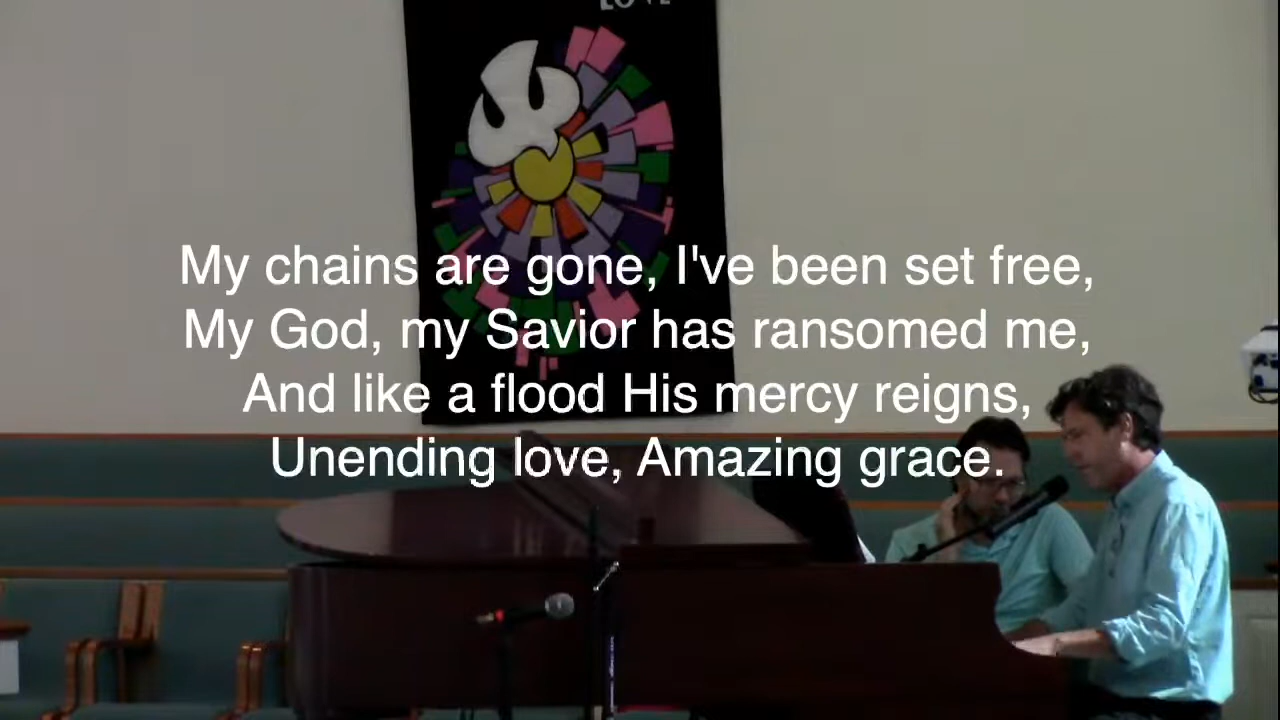 LOVE
My chains are gone, I've been set free,
My God, my Savior has ransomed me,
And like a flood His mercy reigns,
Unending love, Amazing grace.